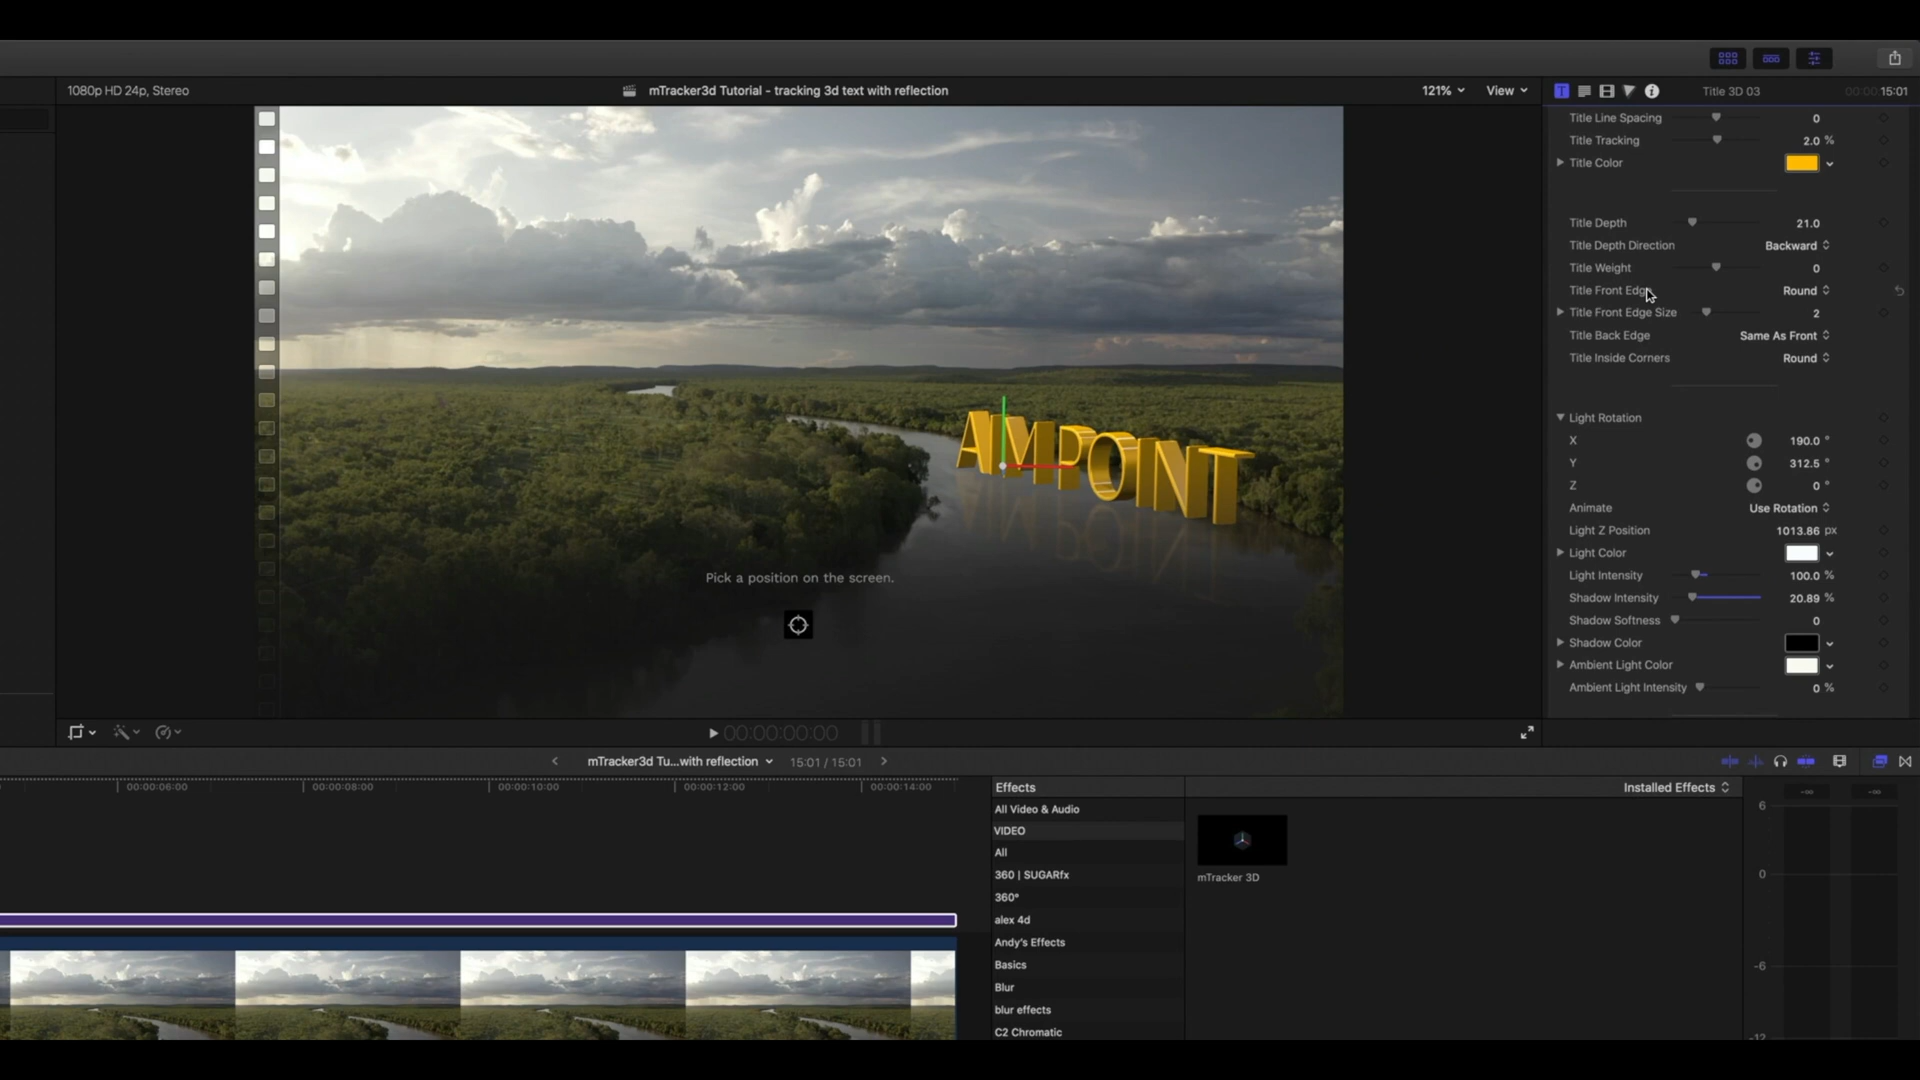 1080p HD 24p, Stereo
mTracker3d Tutorial - tracking 3d text with reflection
121%
View
T
Title 3D 03
00:00:15:01
Title Line Spacing 0
Title Tracking 2.0 %
Title Color
Title Depth 21.0
Title Depth Direction Backward
Title Weight 0
Title Front Edge Round
Title Front Edge Size 2
Title Back Edge Same As Front
Title Inside Corners Round
Light Rotation
X 190.0 °
Y 312.5 °
Z 0 °
Animate Use Rotation
Light Z Position 1013.86 px
Light Color
Light Intensity 100.0 %
Shadow Intensity 20.89 %
Shadow Softness 0
Shadow Color
Ambient Light Color
Ambient Light Intensity 0 %
AIMPOINT
Pick a position on the screen.
00:00:00:00
mTracker3d Tu...with reflection
15:01 / 15:01
00:00:06:00
00:00:08:00
00:00:10:00
00:00:12:00
00:00:14:00
Effects
Installed Effects
All Video & Audio
VIDEO
All
360 | SUGARfx
360°
alex 4d
Andy's Effects
Basics
Blur
blur effects
C2 Chromatic
mTracker 3D
-∞ -∞
6
0
-6
-12